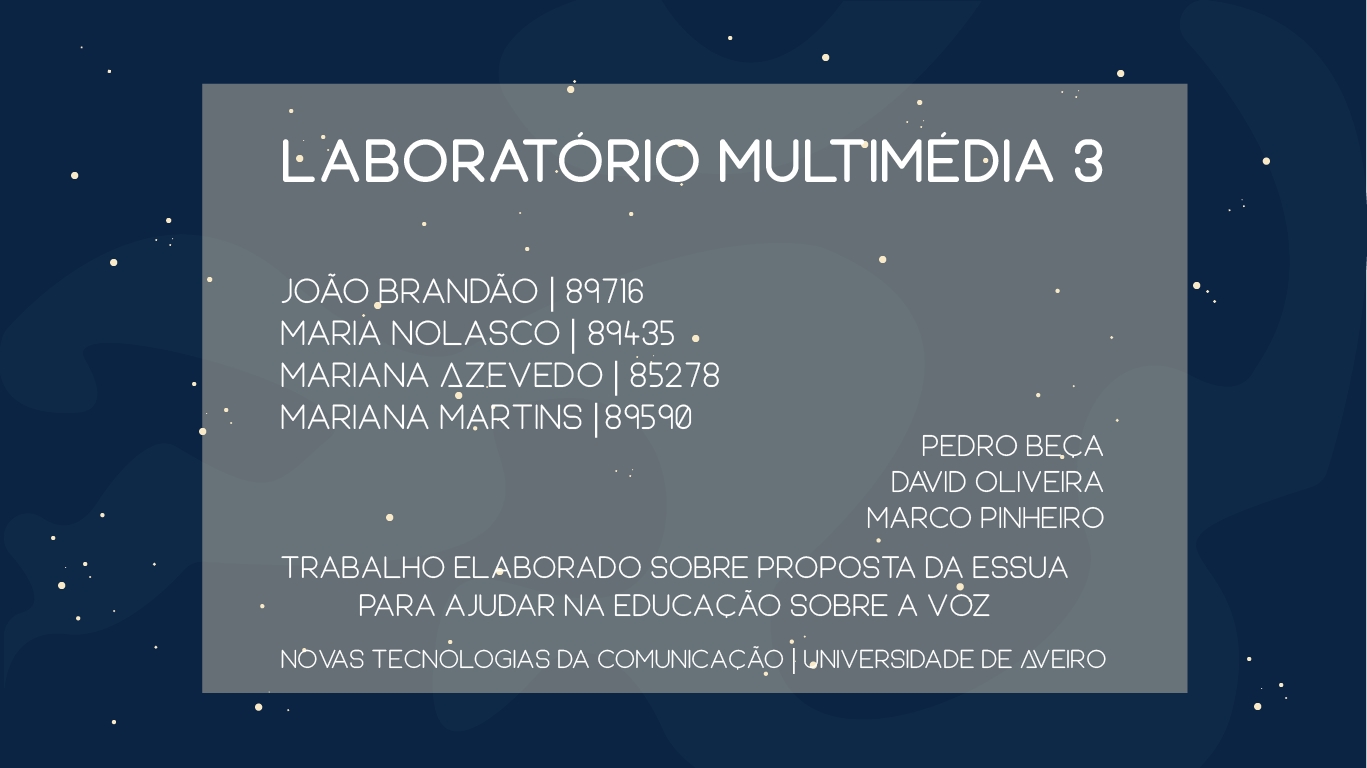 LABORATÓRIO MULTIMÉDIA 3
JOÃO BRANDÃO | 89716
MARIA NOLASCO | 89435
MARIANA AZEVEDO | 85278
MARIANA MARTINS |89590
PEDRO BEÇA
DAVID OLIVEIRA
MARCO PINHEIRO
TRABALHO ELABORADO SOBRE PROPOSTA DA ESSUA
PARA AJUDAR NA EDUCAÇÃO SOBRE A VOZ
NOVAS TECNOLOGIAS DA COMUNICAÇÃO | UNIVERSIDADE DE AVEIRO